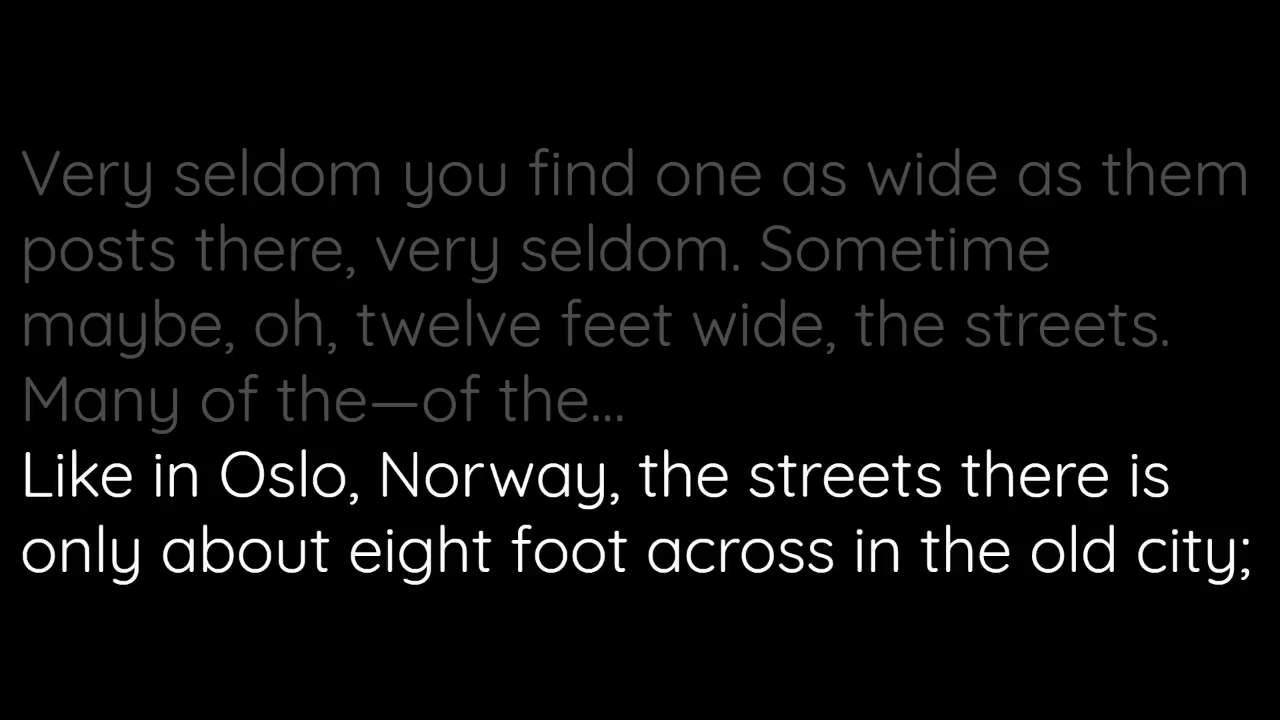 Very seldom you find one as wide as them
posts there, very seldom. Sometime
maybe, oh, twelve feet wide, the streets.
Many of the—of the...
Like in Oslo, Norway, the streets there is
only about eight foot across in the old city;